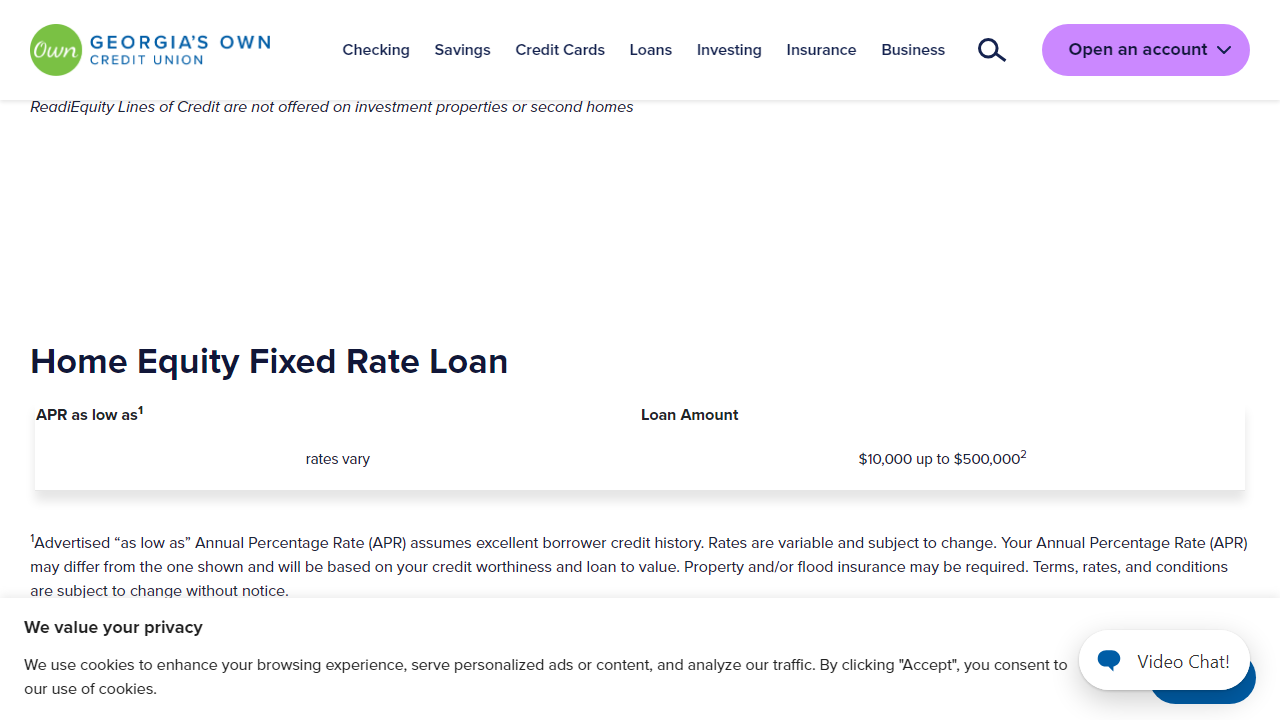 Own GEORGIA'S OWN
CREDIT UNION
Checking Savings Credit Cards Loans Investing Insurance Business Open an account
ReadiEquity Lines of Credit are not offered on investment properties or second homes
Home Equity Fixed Rate Loan
APR as low as¹ Loan Amount
rates vary $10,000 up to $500,000²
¹Advertised “as low as” Annual Percentage Rate (APR) assumes excellent borrower credit history. Rates are variable and subject to change. Your Annual Percentage Rate (APR)
may differ from the one shown and will be based on your credit worthiness and loan to value. Property and/or flood insurance may be required. Terms, rates, and conditions
are subject to change without notice.
We value your privacy
We use cookies to enhance your browsing experience, serve personalized ads or content, and analyze our traffic. By clicking "Accept", you consent to
our use of cookies.
Video Chat!